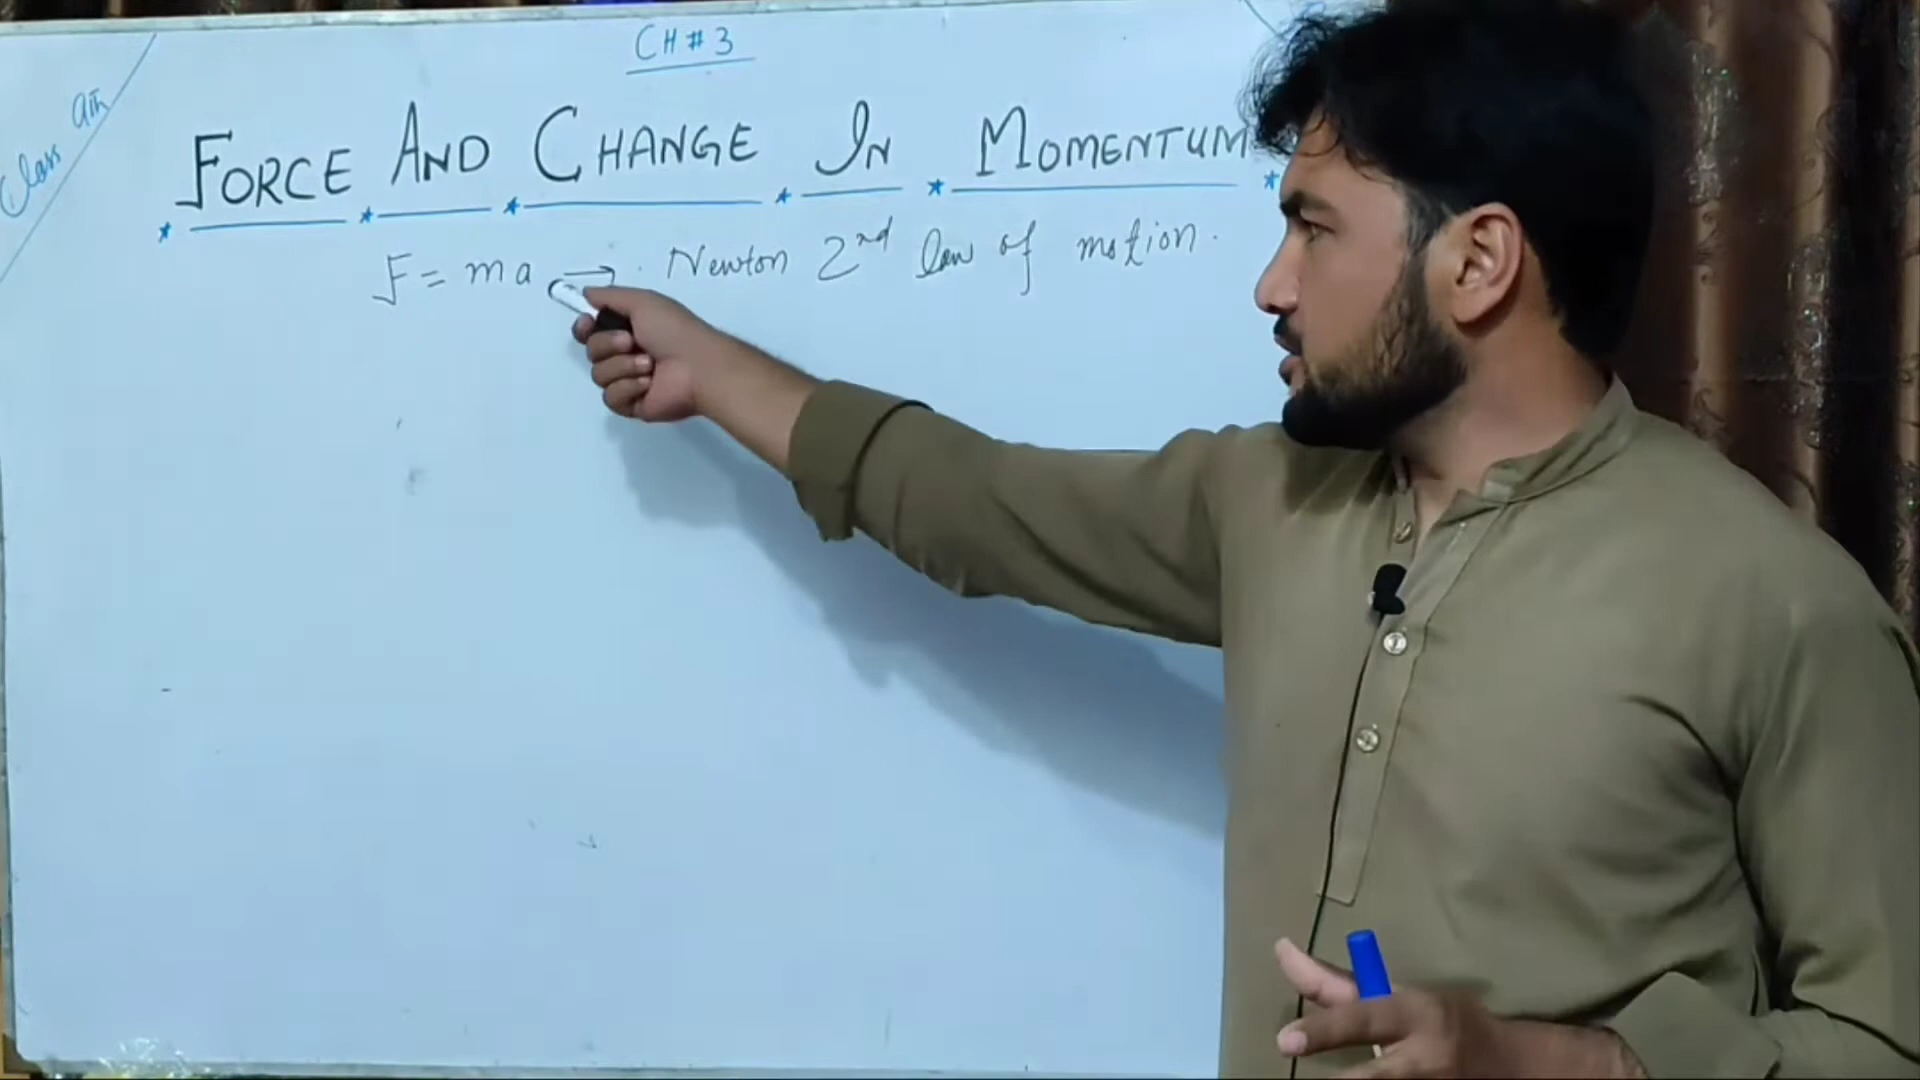 CH # 3
Class 9th
FORCE AND CHANGE IN MOMENTUM
F = ma → Newton 2nd law of motion.